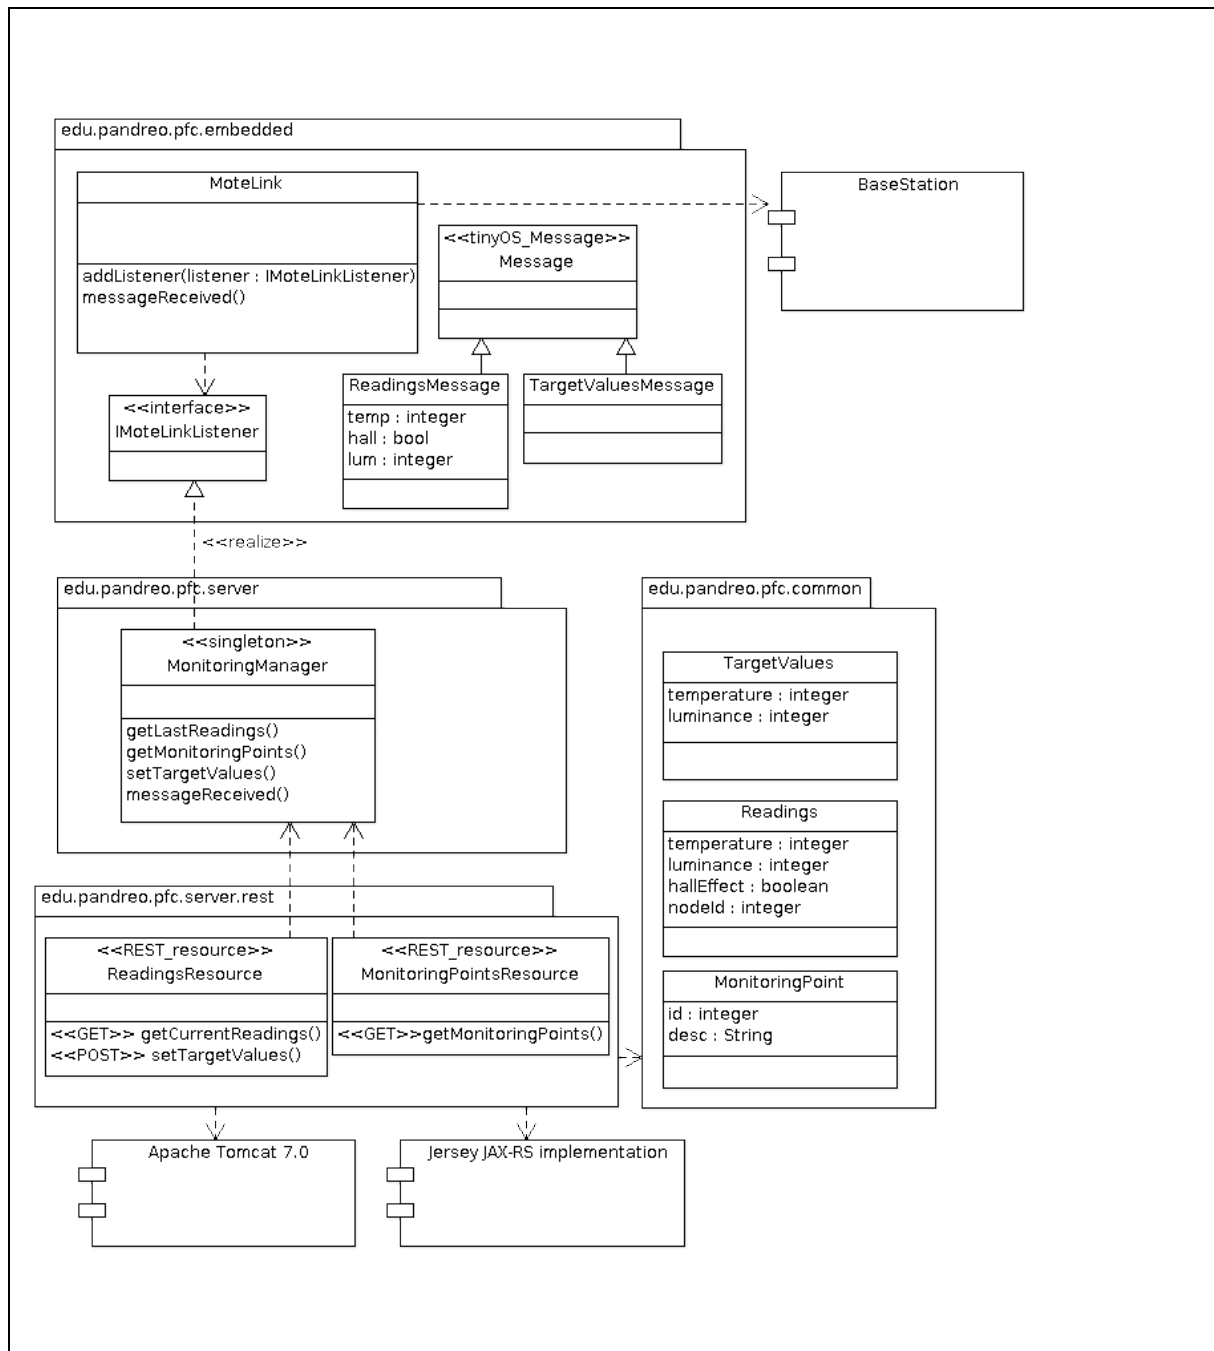 edu.pandreo.pfc.embedded
MoteLink
addListener(listener : IMoteLinkListener)
messageReceived()
BaseStation
<<tinyOS_Message>>
Message
ReadingsMessage
temp : integer
hall : bool
lum : integer
TargetValuesMessage
<<interface>>
IMoteLinkListener
<<realize>>
edu.pandreo.pfc.server
<<singleton>>
MonitoringManager
getLastReadings()
getMonitoringPoints()
setTargetValues()
messageReceived()
edu.pandreo.pfc.common
TargetValues
temperature : integer
luminance : integer
Readings
temperature : integer
luminance : integer
hallEffect : boolean
nodeId : integer
MonitoringPoint
id : integer
desc : String
edu.pandreo.pfc.server.rest
<<REST_resource>>
ReadingsResource
<<GET>> getCurrentReadings()
<<POST>> setTargetValues()
<<REST_resource>>
MonitoringPointsResource
<<GET>>getMonitoringPoints()
Apache Tomcat 7.0
Jersey JAX-RS implementation